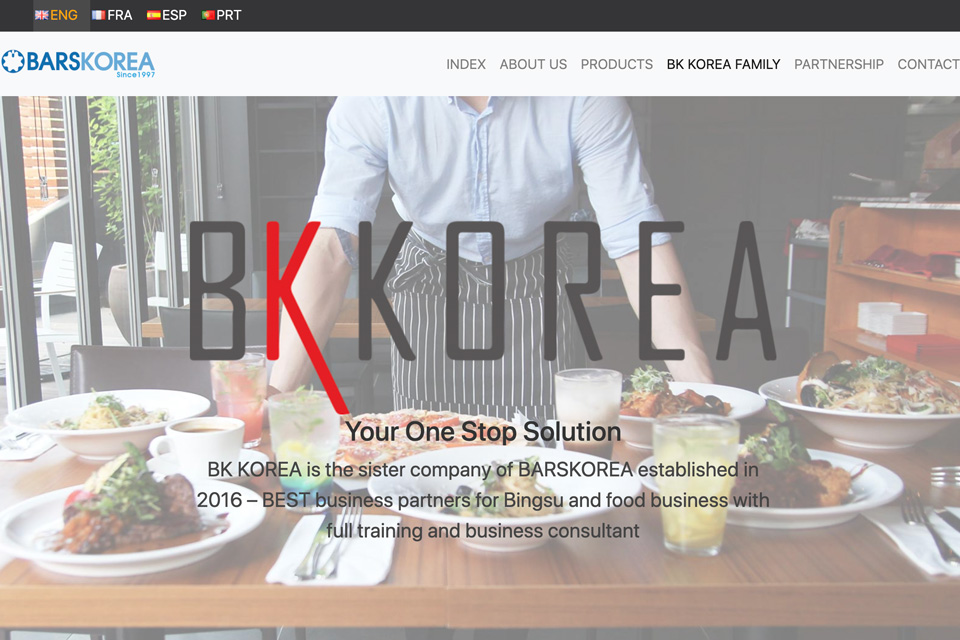 ENG FRA ESP PRT
BARSKOREA
Since1997
INDEX ABOUT US PRODUCTS BK KOREA FAMILY PARTNERSHIP CONTACT
BKKOREA
Your One Stop Solution
BK KOREA is the sister company of BARSKOREA established in
2016 – BEST business partners for Bingsu and food business with
full training and business consultant